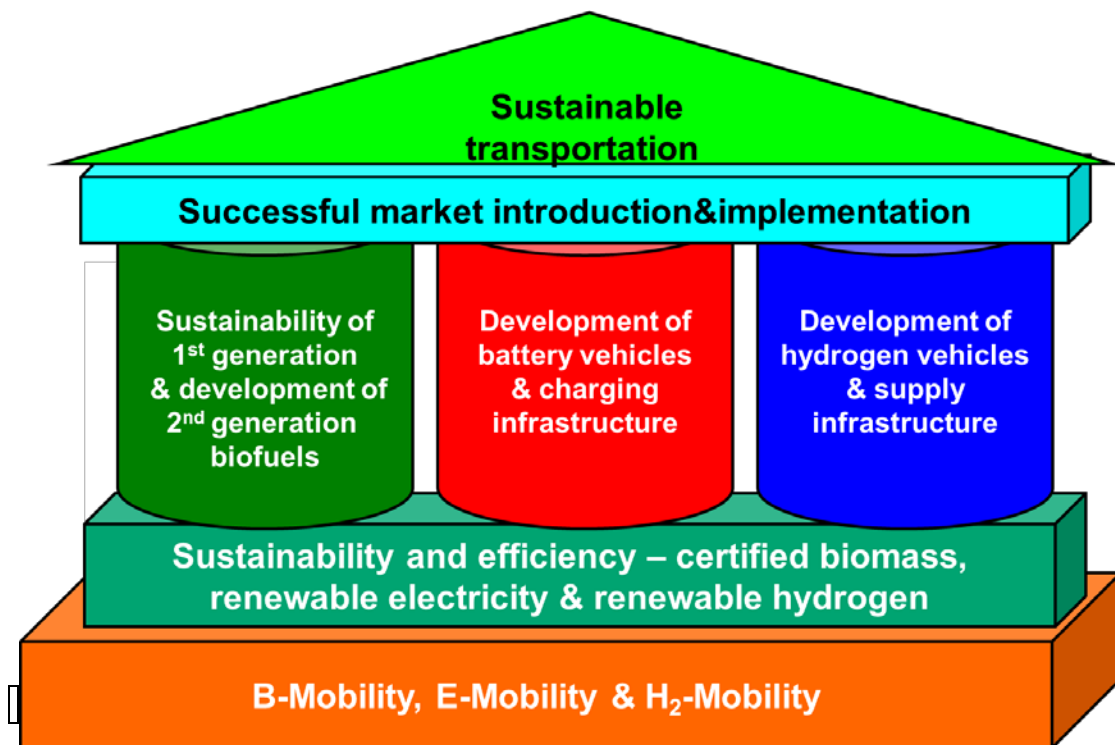 Sustainable
transportation
Successful market introduction&implementation
Sustainability of
1st generation
& development of
2nd generation
biofuels
Development of
battery vehicles
& charging
infrastructure
Development of
hydrogen vehicles
& supply
infrastructure
Sustainability and efficiency – certified biomass,
renewable electricity & renewable hydrogen
B-Mobility, E-Mobility & H₂-Mobility